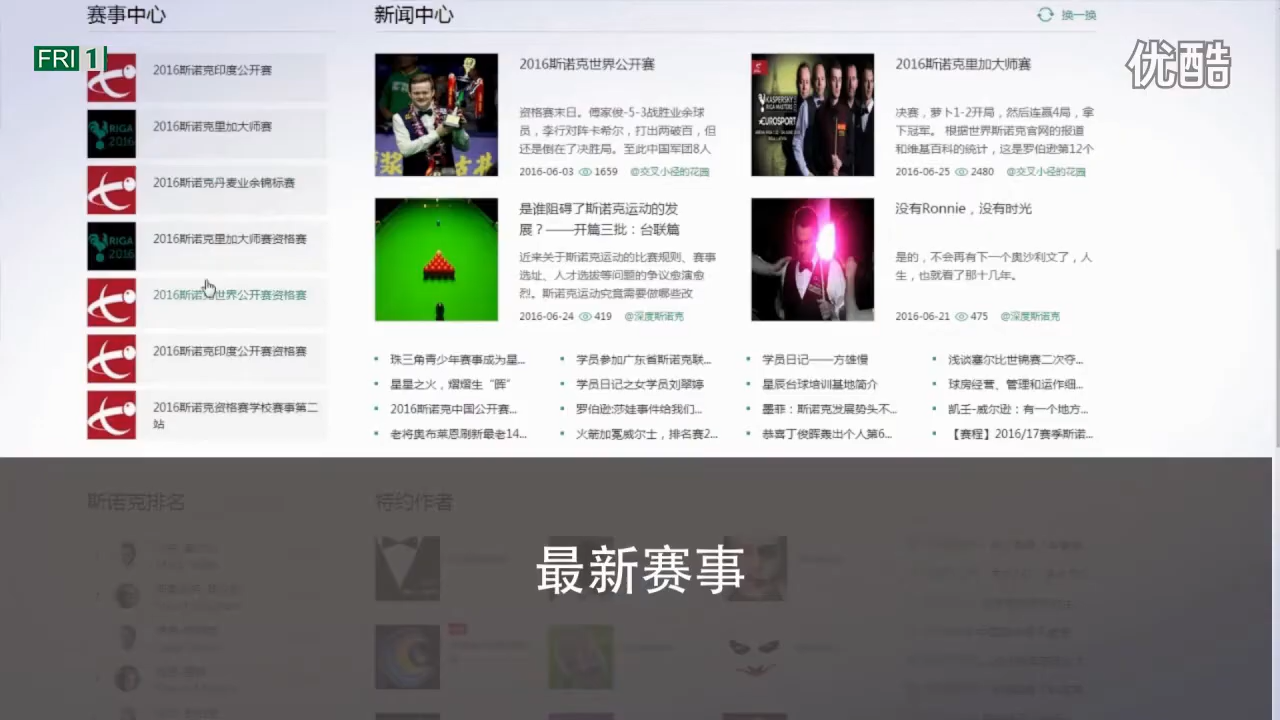 赛事中心
新闻中心
换一换
优酷
FRI 1
2016斯诺克印度公开赛
2016斯诺克里加大师赛
2016斯诺克丹麦业余锦标赛
2016斯诺克里加大师赛资格赛
2016斯诺克世界公开赛资格赛
2016斯诺克印度公开赛资格赛
2016斯诺克资格赛学校赛事第二
站
RIGA
2016
RIGA
2016
2016斯诺克世界公开赛
资格赛末日。傅家俊-5-3战胜业余球
员，李行对阵卡希尔，打出两破百，但
还是倒在了决胜局。至此中国军团8人
2016-06-03 1659 @交叉小径的花园
2016斯诺克里加大师赛
决赛，萝卜1-2开局，然后连赢4局，拿
下冠军。 根据世界斯诺克官网的报道
和维基百科的统计，这是罗伯逊第12个
2016-06-25 2480 @交叉小径的花园
KASPERSKY
RIGA MASTERS
EUROSPORT
是谁阻碍了斯诺克运动的发
展？——开篇三批：台联篇
近来关于斯诺克运动的比赛规则、赛事
选址、人才选拔等问题的争议愈演愈
烈。斯诺克运动究竟需要做哪些改
2016-06-24 419 @深度斯诺克
没有Ronnie，没有时光
是的，不会再有下一个奥沙利文了，人
生，也就看了那十几年。
2016-06-21 475 @深度斯诺克
珠三角青少年赛事成为星...
学员参加广东省斯诺克联...
学员日记——方雄慢
浅谈塞尔比世锦赛二次夺...
星星之火，熠熠生“晖”
学员日记之女学员刘翠婷
星辰台球培训基地简介
球房经营、管理和运作细...
2016斯诺克中国公开赛...
罗伯逊:莎娃事件给我们...
墨菲：斯诺克发展势头不...
凯王-威尔逊：有一个地方...
老将奥布莱恩刷新最老14...
火箭加冕威尔士，排名赛2...
恭喜丁俊晖轰出个人第6...
【赛程】2016/17赛季斯诺...
斯诺克排名
特约作者
最新赛事